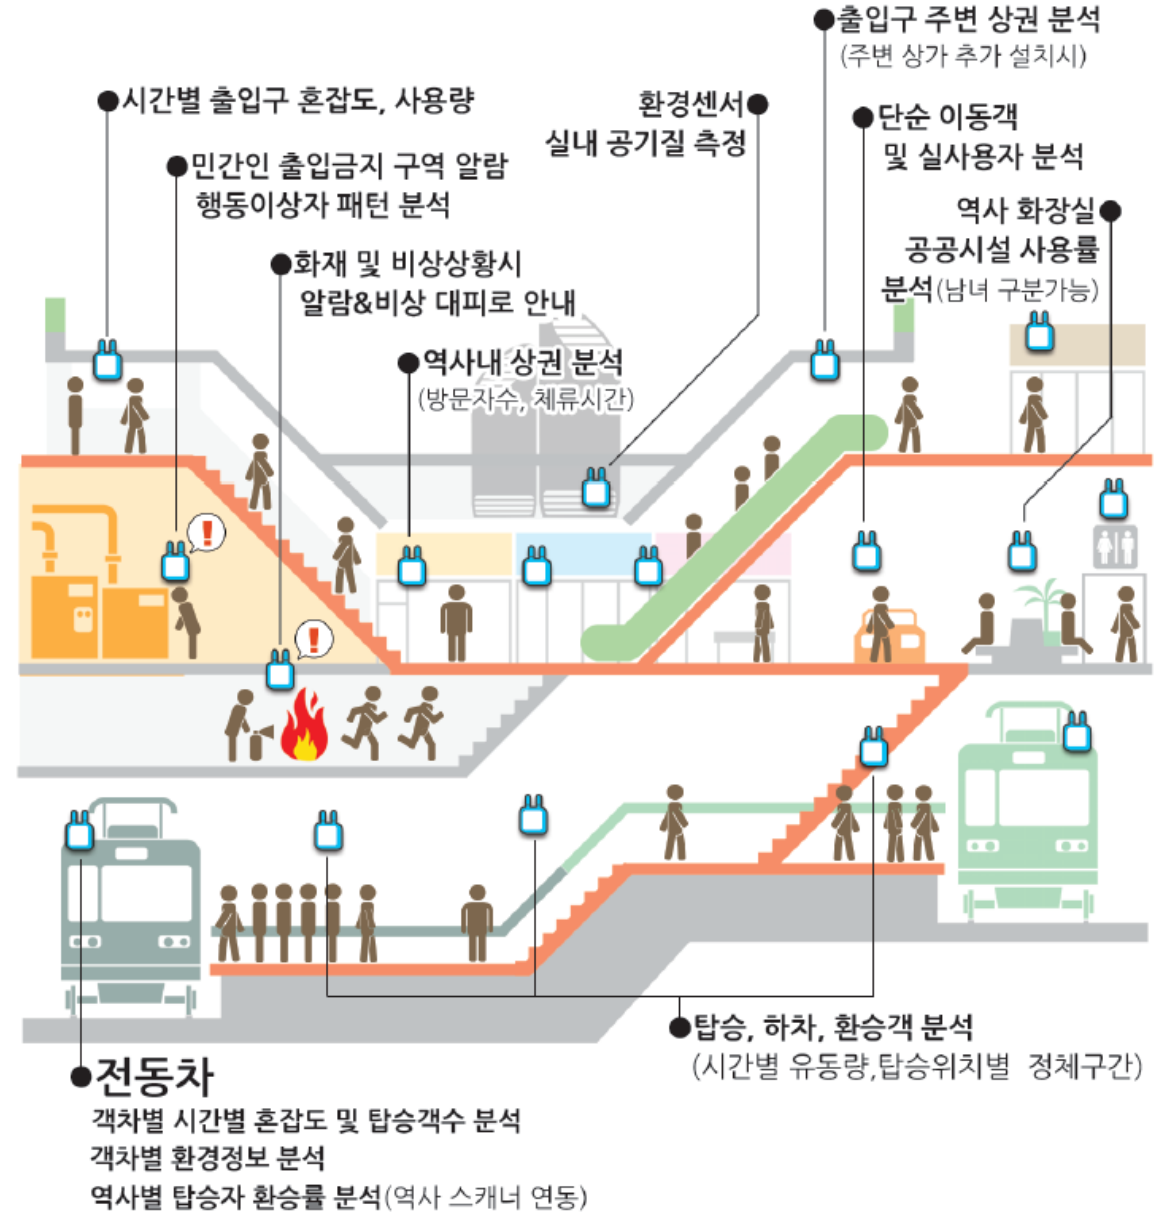 출입구 주변 상권 분석
(주변 상가 추가 설치시)
시간별 출입구 혼잡도, 사용량
환경센서
실내 공기질 측정
단순 이동객
및 실사용자 분석
민간인 출입금지 구역 알람
행동이상자 패턴 분석
역사 화장실
공공시설 사용률
분석(남녀 구분가능)
화재 및 비상상황시
알람&비상 대피로 안내
역사내 상권 분석
(방문자수, 체류시간)
!
!
탑승, 하차, 환승객 분석
(시간별 유동량,탑승위치별 정체구간)
전동차
객차별 시간별 혼잡도 및 탑승객수 분석
객차별 환경정보 분석
역사별 탑승자 환승률 분석(역사 스캐너 연동)